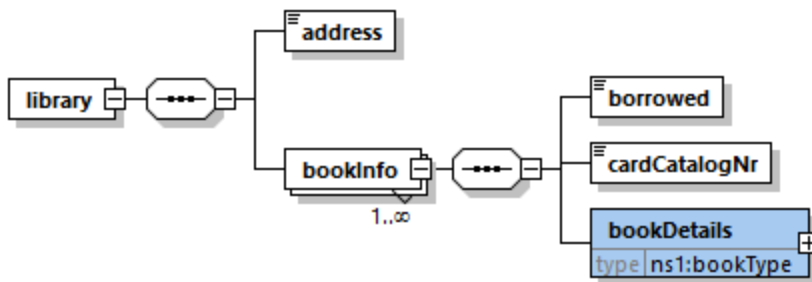 address
library
borrowed
bookInfo
cardCatalogNr
1..∞
bookDetails
type ns1:bookType